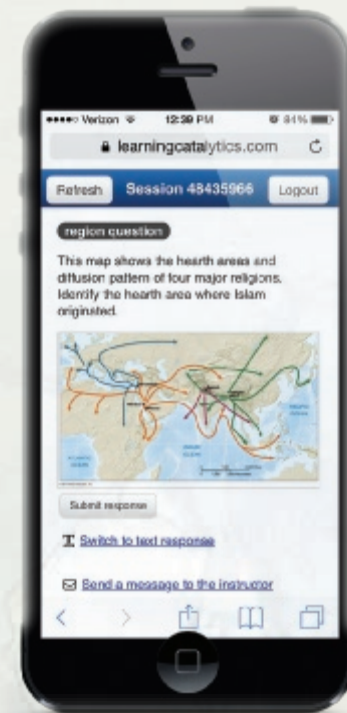 Verizon 12:39 PM 84%
learningcatalytics.com
Refresh Session 48435966 Logout
region question
This map shows the hearth areas and
diffusion pattern of four major religions.
Identify the hearth area where Islam
originated.
Submit response
Switch to text response
Send a message to the instructor